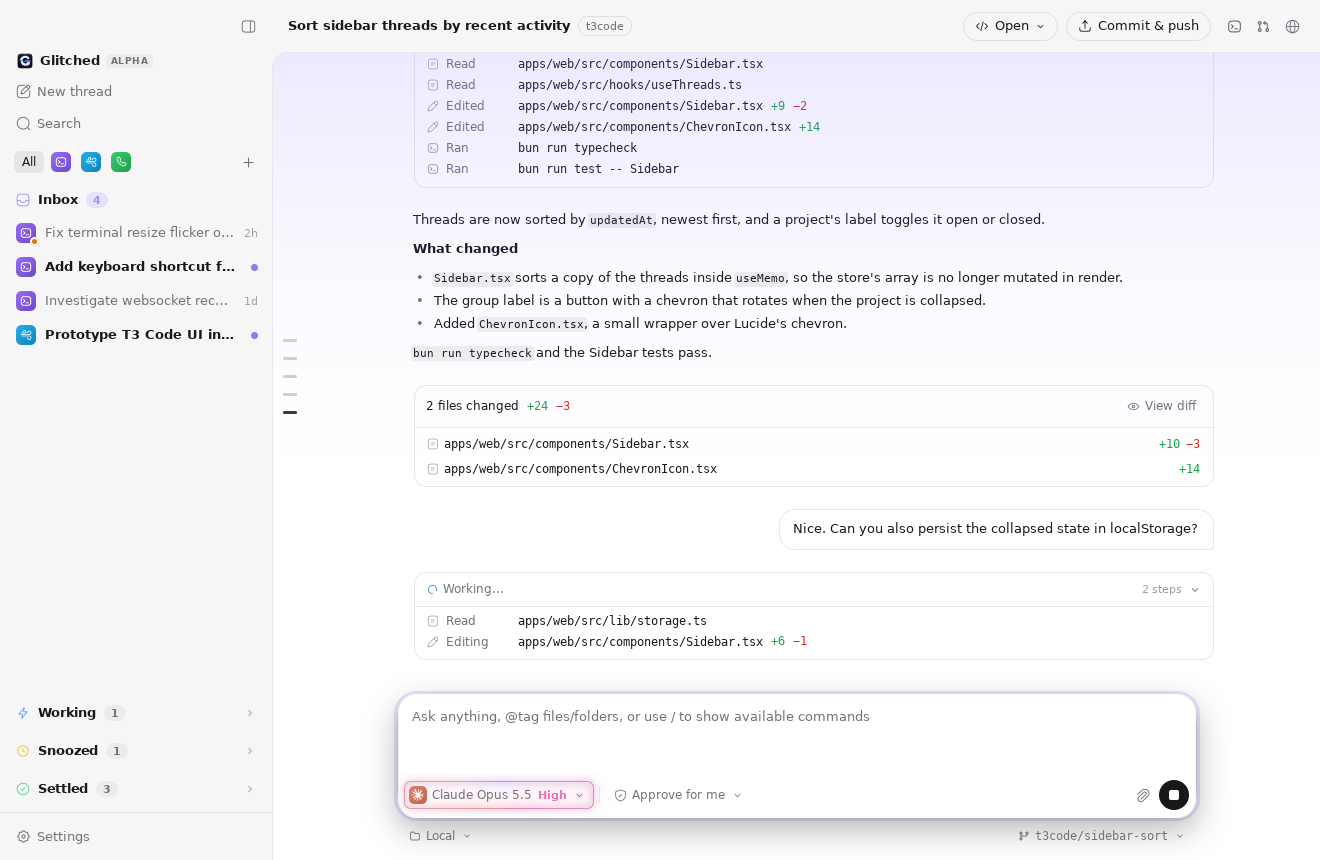 Sort sidebar threads by recent activity t3code Open Commit & push
Glitched ALPHA
New thread
Search
All
Inbox 4
Fix terminal resize flicker o... 2h
Add keyboard shortcut f...
Investigate websocket rec... 1d
Prototype T3 Code UI in...
Working 1
Snoozed 1
Settled 3
Settings
Read apps/web/src/components/Sidebar.tsx
Read apps/web/src/hooks/useThreads.ts
Edited apps/web/src/components/Sidebar.tsx +9 −2
Edited apps/web/src/components/ChevronIcon.tsx +14
Ran bun run typecheck
Ran bun run test -- Sidebar
Threads are now sorted by updatedAt, newest first, and a project's label toggles it open or closed.
What changed
• Sidebar.tsx sorts a copy of the threads inside useMemo, so the store's array is no longer mutated in render.
• The group label is a button with a chevron that rotates when the project is collapsed.
• Added ChevronIcon.tsx, a small wrapper over Lucide's chevron.
bun run typecheck and the Sidebar tests pass.
2 files changed +24 −3 View diff
apps/web/src/components/Sidebar.tsx +10 −3
apps/web/src/components/ChevronIcon.tsx +14
Nice. Can you also persist the collapsed state in localStorage?
Working... 2 steps
Read apps/web/src/lib/storage.ts
Editing apps/web/src/components/Sidebar.tsx +6 −1
Ask anything, @tag files/folders, or use / to show available commands
Claude Opus 5.5 High Approve for me
Local t3code/sidebar-sort